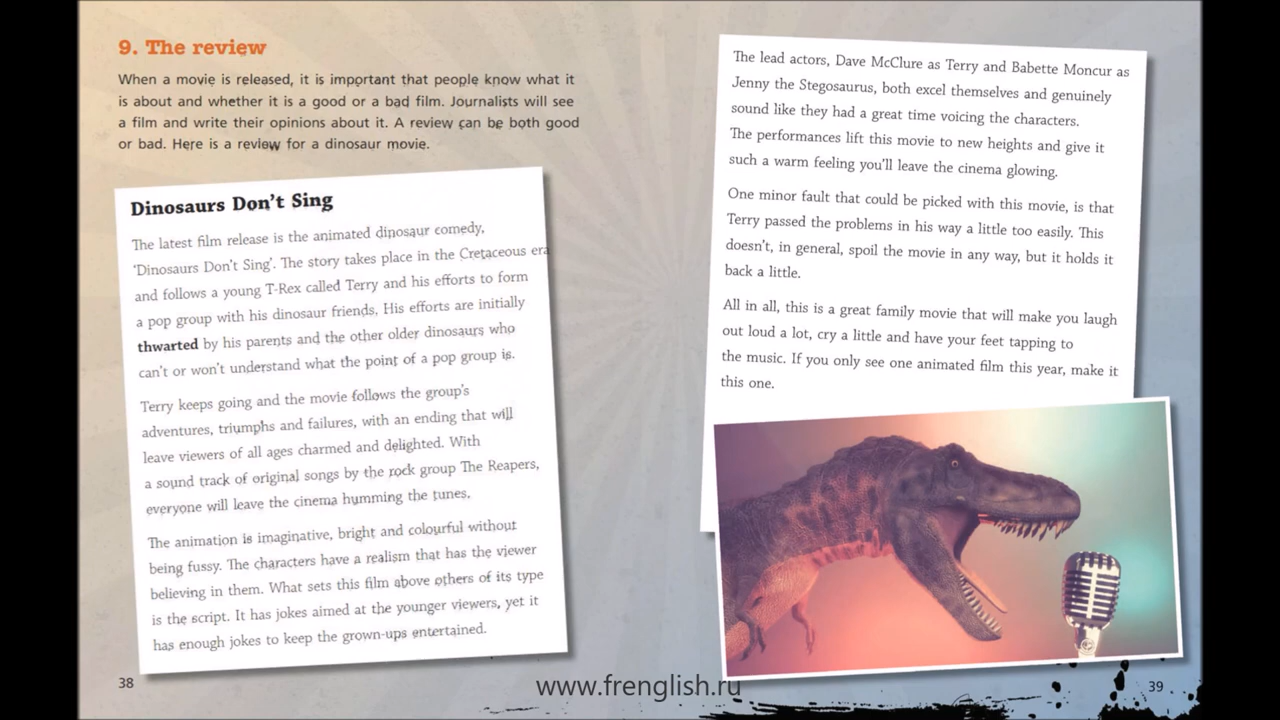 9. The review
When a movie is released, it is important that people know what it
is about and whether it is a good or a bad film. Journalists will see
a film and write their opinions about it. A review can be both good
or bad. Here is a review for a dinosaur movie.
Dinosaurs Don't Sing
The latest film release is the animated dinosaur comedy,
'Dinosaurs Don't Sing'. The story takes place in the Cretaceous era
and follows a young T-Rex called Terry and his efforts to form
a pop group with his dinosaur friends. His efforts are initially
thwarted by his parents and the other older dinosaurs who
can't or won't understand what the point of a pop group is.
Terry keeps going and the movie follows the group's
adventures, triumphs and failures, with an ending that will
leave viewers of all ages charmed and delighted. With
a sound track of original songs by the rock group The Reapers,
everyone will leave the cinema humming the tunes.
The animation is imaginative, bright and colourful without
being fussy. The characters have a realism that has the viewer
believing in them. What sets this film above others of its type
is the script. It has jokes aimed at the younger viewers, yet it
has enough jokes to keep the grown-ups entertained.
38
The lead actors, Dave McClure as Terry and Babette Moncur as
Jenny the Stegosaurus, both excel themselves and genuinely
sound like they had a great time voicing the characters.
The performances lift this movie to new heights and give it
such a warm feeling you'll leave the cinema glowing.
One minor fault that could be picked with this movie, is that
Terry passed the problems in his way a little too easily. This
doesn't, in general, spoil the movie in any way, but it holds it
back a little.
All in all, this is a great family movie that will make you laugh
out loud a lot, cry a little and have your feet tapping to
the music. If you only see one animated film this year, make it
this one.
39
www.frenglish.ru